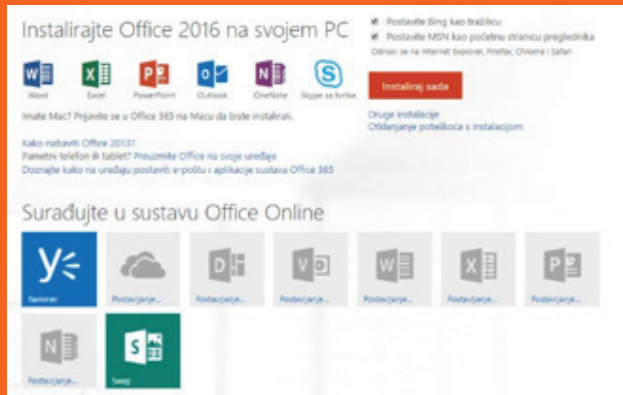 Instalirajte Office 2016 na svojem PC
Postavite Bing kao tražilicu
Postavite MSN kao početnu stranicu preglednika
Odnosi se na Internet Explorer, Firefox, Chrome i Safari
Instaliraj sada
Druge instalacije
Otklanjanje poteškoća s instalacijom
Word Excel PowerPoint Outlook OneNote Skype za tvrtke
Imate Mac? Prijavite se u Office 365 na Macu da biste instalirali.
Kako nabaviti Office 2013?
Pametni telefon ili tablet? Preuzmite Office na svoje uređaje
Doznajte kako na uređaju postaviti e-poštu i aplikacije sustava Office 365
Surađujte u sustavu Office Online
Yammer Postavljanje... Postavljanje... Postavljanje... Postavljanje... Postavljanje... Postavljanje...
Postavljanje... Sway